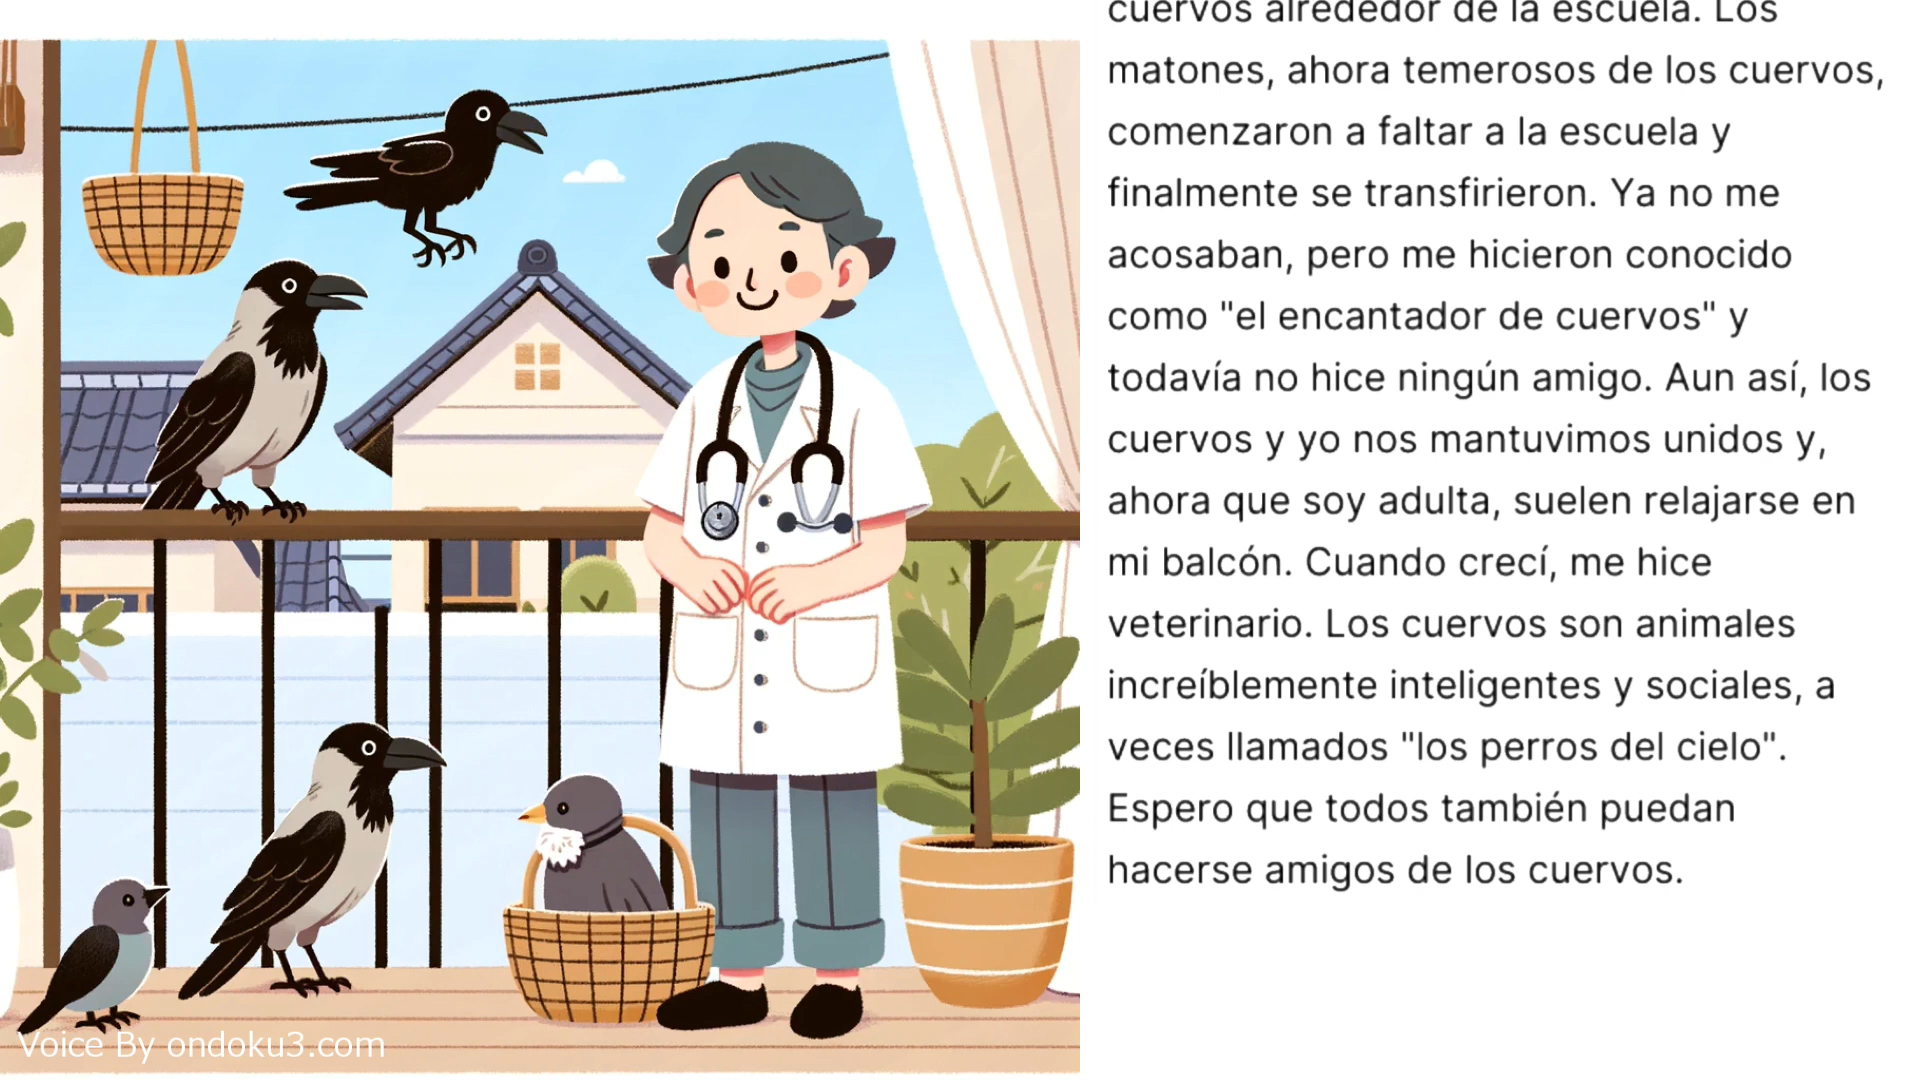 cuervos alrededor de la escuela. Los
matones, ahora temerosos de los cuervos,
comenzaron a faltar a la escuela y
finalmente se transfirieron. Ya no me
acosaban, pero me hicieron conocido
como "el encantador de cuervos" y
todavía no hice ningún amigo. Aun así, los
cuervos y yo nos mantuvimos unidos y,
ahora que soy adulta, suelen relajarse en
mi balcón. Cuando crecí, me hice
veterinario. Los cuervos son animales
increíblemente inteligentes y sociales, a
veces llamados "los perros del cielo".
Espero que todos también puedan
hacerse amigos de los cuervos.
Voice By ondoku3.com